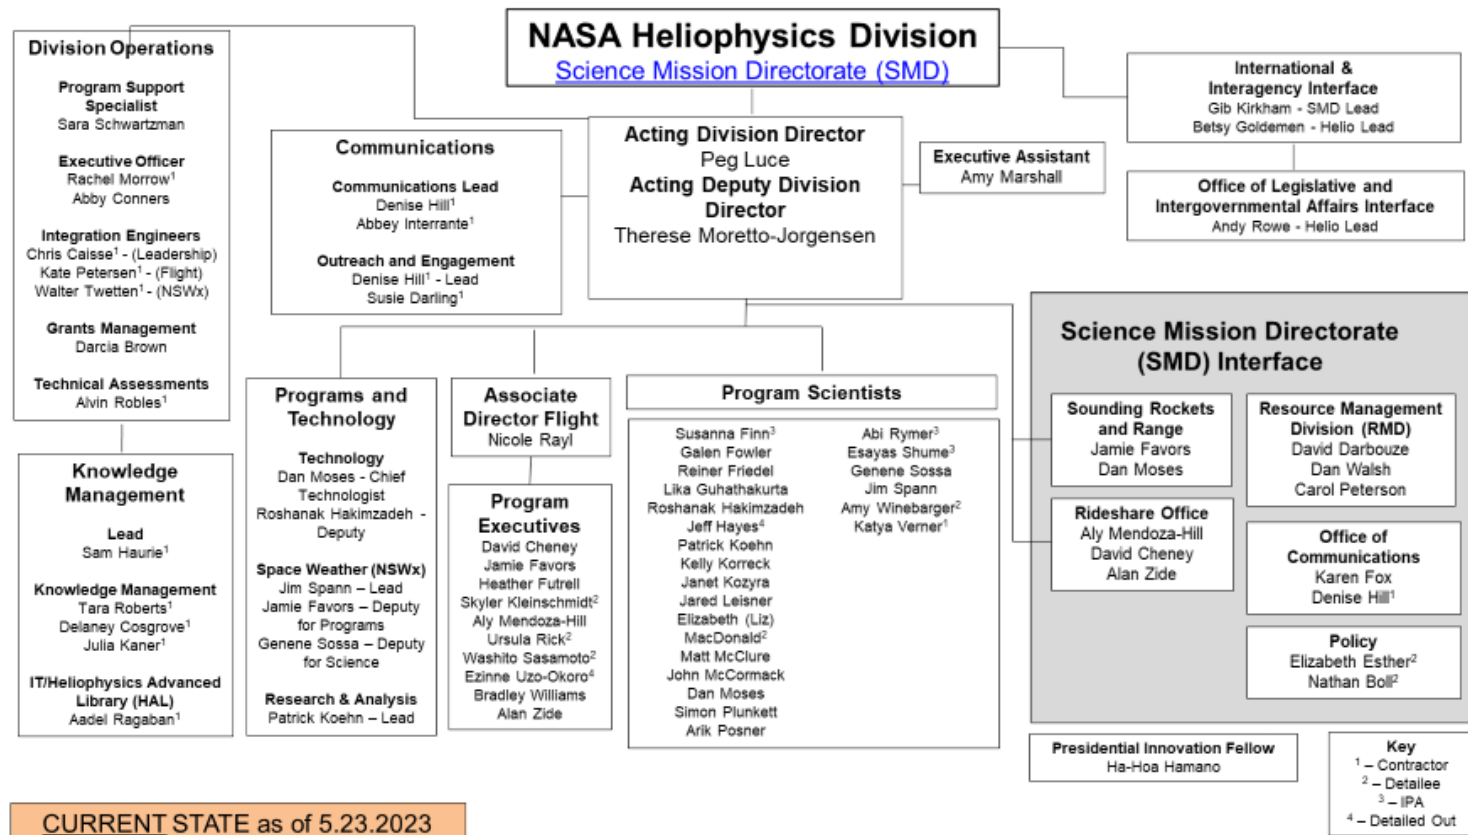 NASA Heliophysics Division
Science Mission Directorate (SMD)
Division Operations
Program Support
Specialist
Sara Schwartzman
Executive Officer
Rachel Morrow¹
Abby Conners
Integration Engineers
Chris Caisse¹ - (Leadership)
Kate Petersen¹ - (Flight)
Walter Twetten¹ - (NSWx)
Grants Management
Darcia Brown
Technical Assessments
Alvin Robles¹
Knowledge
Management
Lead
Sam Haurie¹
Knowledge Management
Tara Roberts¹
Delaney Cosgrove¹
Julia Kaner¹
IT/Heliophysics Advanced
Library (HAL)
Aadel Ragaban¹
Communications
Communications Lead
Denise Hill¹
Abbey Interrante¹
Outreach and Engagement
Denise Hill¹ - Lead
Susie Darling¹
Acting Division Director
Peg Luce
Acting Deputy Division
Director
Therese Moretto-Jorgensen
Executive Assistant
Amy Marshall
International &
Interagency Interface
Gib Kirkham - SMD Lead
Betsy Goldemen - Helio Lead
Office of Legislative and
Intergovernmental Affairs Interface
Andy Rowe - Helio Lead
Programs and
Technology
Technology
Dan Moses - Chief
Technologist
Roshanak Hakimzadeh -
Deputy
Space Weather (NSWx)
Jim Spann – Lead
Jamie Favors – Deputy
for Programs
Genene Sossa – Deputy
for Science
Research & Analysis
Patrick Koehn – Lead
Associate
Director Flight
Nicole Rayl
Program
Executives
David Cheney
Jamie Favors
Heather Futrell
Skyler Kleinschmidt²
Aly Mendoza-Hill
Ursula Rick²
Washito Sasamoto²
Ezinne Uzo-Okoro⁴
Bradley Williams
Alan Zide
Program Scientists
Susanna Finn³
Galen Fowler
Reiner Friedel
Lika Guhathakurta
Roshanak Hakimzadeh
Jeff Hayes⁴
Patrick Koehn
Kelly Korreck
Janet Kozyra
Jared Leisner
Elizabeth (Liz)
MacDonald²
Matt McClure
John McCormack
Dan Moses
Simon Plunkett
Arik Posner
Abi Rymer³
Esayas Shume³
Genene Sossa
Jim Spann
Amy Winebarger²
Katya Verner¹
Science Mission Directorate
(SMD) Interface
Sounding Rockets
and Range
Jamie Favors
Dan Moses
Rideshare Office
Aly Mendoza-Hill
David Cheney
Alan Zide
Resource Management
Division (RMD)
David Darbouze
Dan Walsh
Carol Peterson
Office of
Communications
Karen Fox
Denise Hill¹
Policy
Elizabeth Esther²
Nathan Boll²
Presidential Innovation Fellow
Ha-Hoa Hamano
Key
¹ – Contractor
² – Detailee
³ – IPA
⁴ – Detailed Out
CURRENT STATE as of 5.23.2023